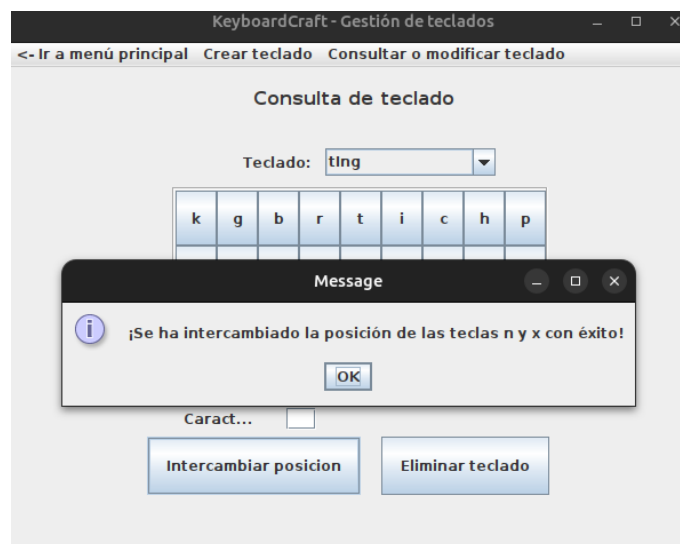 KeyboardCraft - Gestión de teclados
<- Ir a menú principal Crear teclado Consultar o modificar teclado
Consulta de teclado
Teclado: tIng
k g b r t i c h p
Message
¡Se ha intercambiado la posición de las teclas n y x con éxito!
OK
Caract...
Intercambiar posicion Eliminar teclado